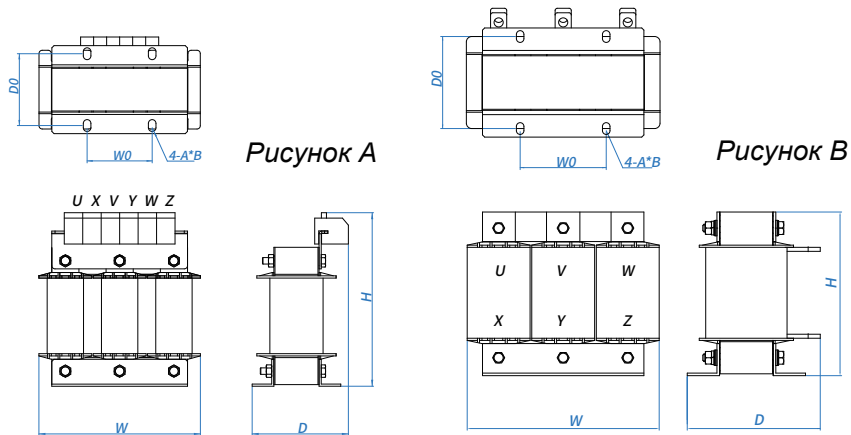 D0
W0
4-A*B
Рисунок А
U X V Y W Z
H
W
D
D0
W0
4-A*B
Рисунок В
U V W
X Y Z
H
W
D